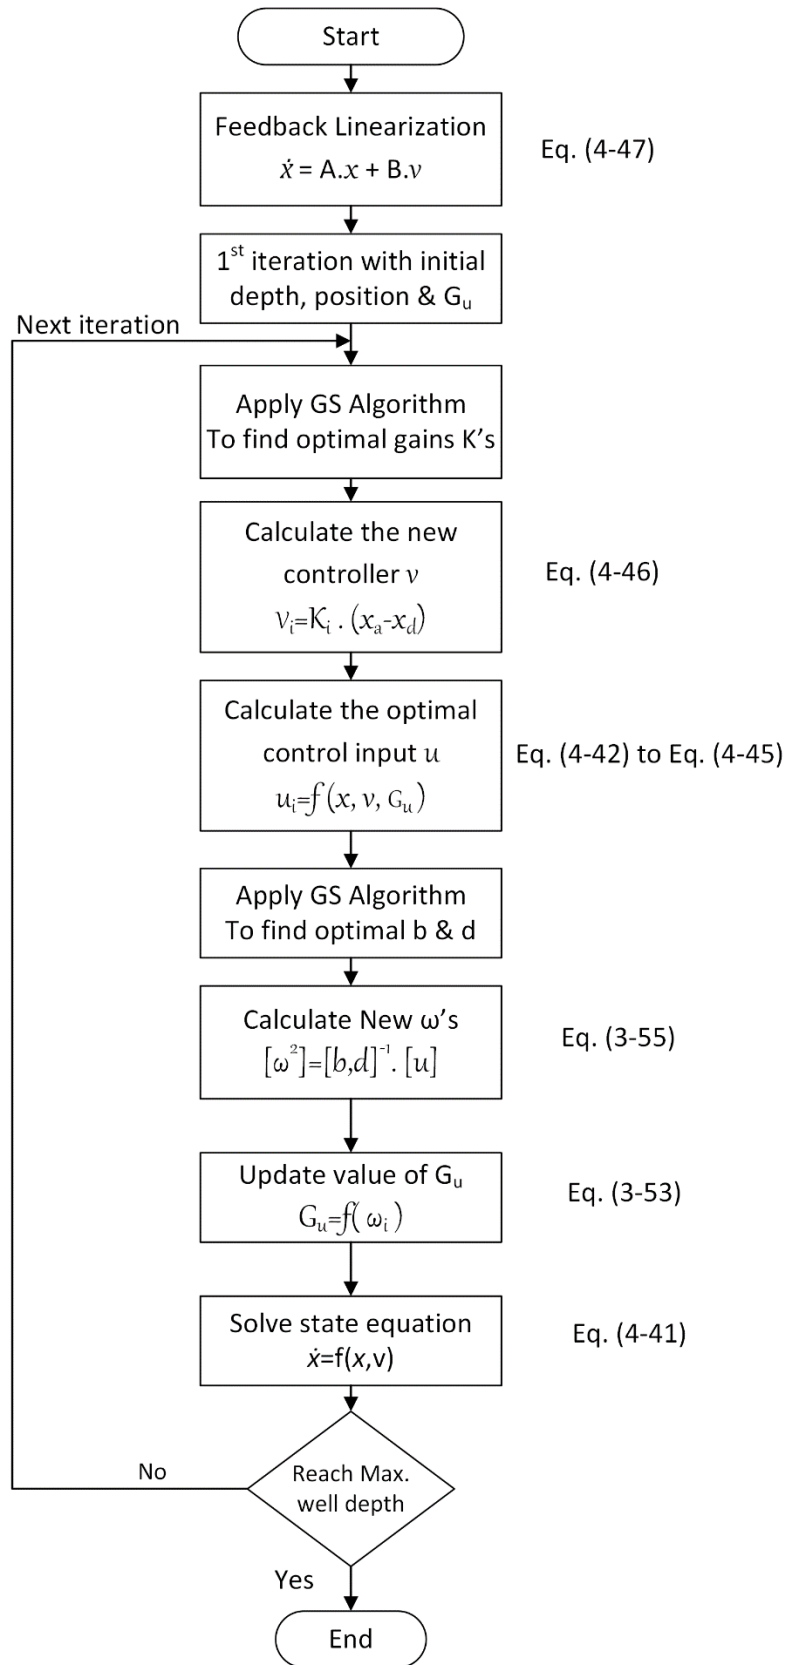 Start
Feedback Linearization
ẋ = A.x + B.v
Eq. (4-47)
1st iteration with initial
depth, position & Gu
Next iteration
Apply GS Algorithm
To find optimal gains K’s
Calculate the new
controller v
Vi=Ki . (xa-xd)
Eq. (4-46)
Calculate the optimal
control input u
ui=f(x, v, Gu)
Eq. (4-42) to Eq. (4-45)
Apply GS Algorithm
To find optimal b & d
Calculate New ω’s
[ω²]=[b,d]⁻¹. [u]
Eq. (3-55)
Update value of Gu
Gu=f( ωi )
Eq. (3-53)
Solve state equation
ẋ=f(x,v)
Eq. (4-41)
Reach Max.
well depth
No
Yes
End